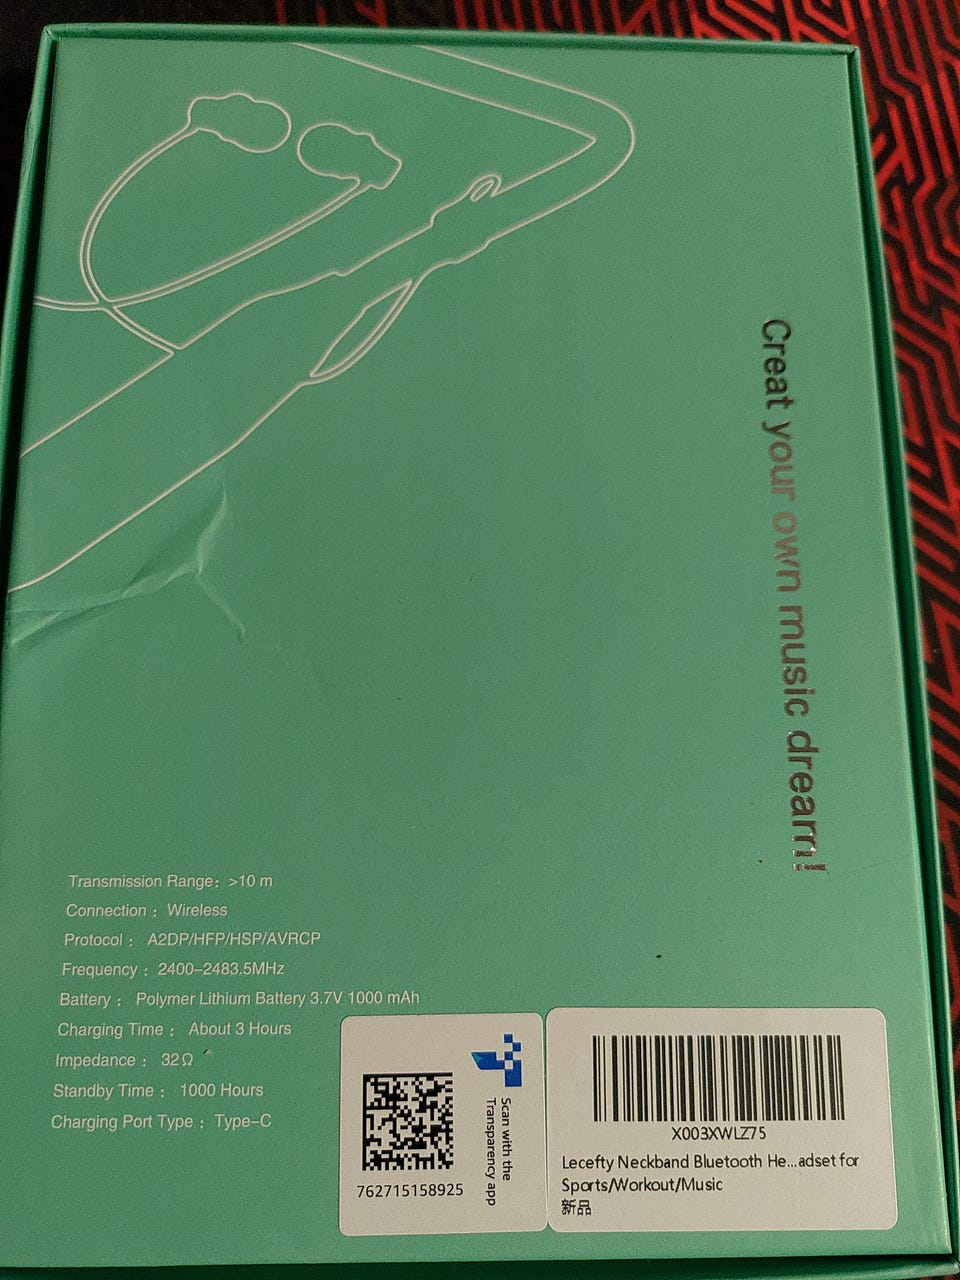 Creat your own music dream!
Transmission Range：>10 m
Connection： Wireless
Protocol： A2DP/HFP/HSP/AVRCP
Frequency：2400–2483.5MHz
Battery： Polymer Lithium Battery 3.7V 1000 mAh
Charging Time： About 3 Hours
Impedance： 32Ω
Standby Time： 1000 Hours
Charging Port Type：Type–C
Scan with the
Transparency app
762715158925
X003XWLZ75
Lecefty Neckband Bluetooth He...adset for
Sports/Workout/Music
新品